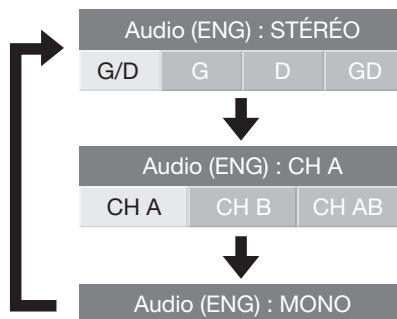 Audio (ENG) : STÉRÉO
G/D G D GD
Audio (ENG) : CH A
CH A CH B CH AB
Audio (ENG) : MONO